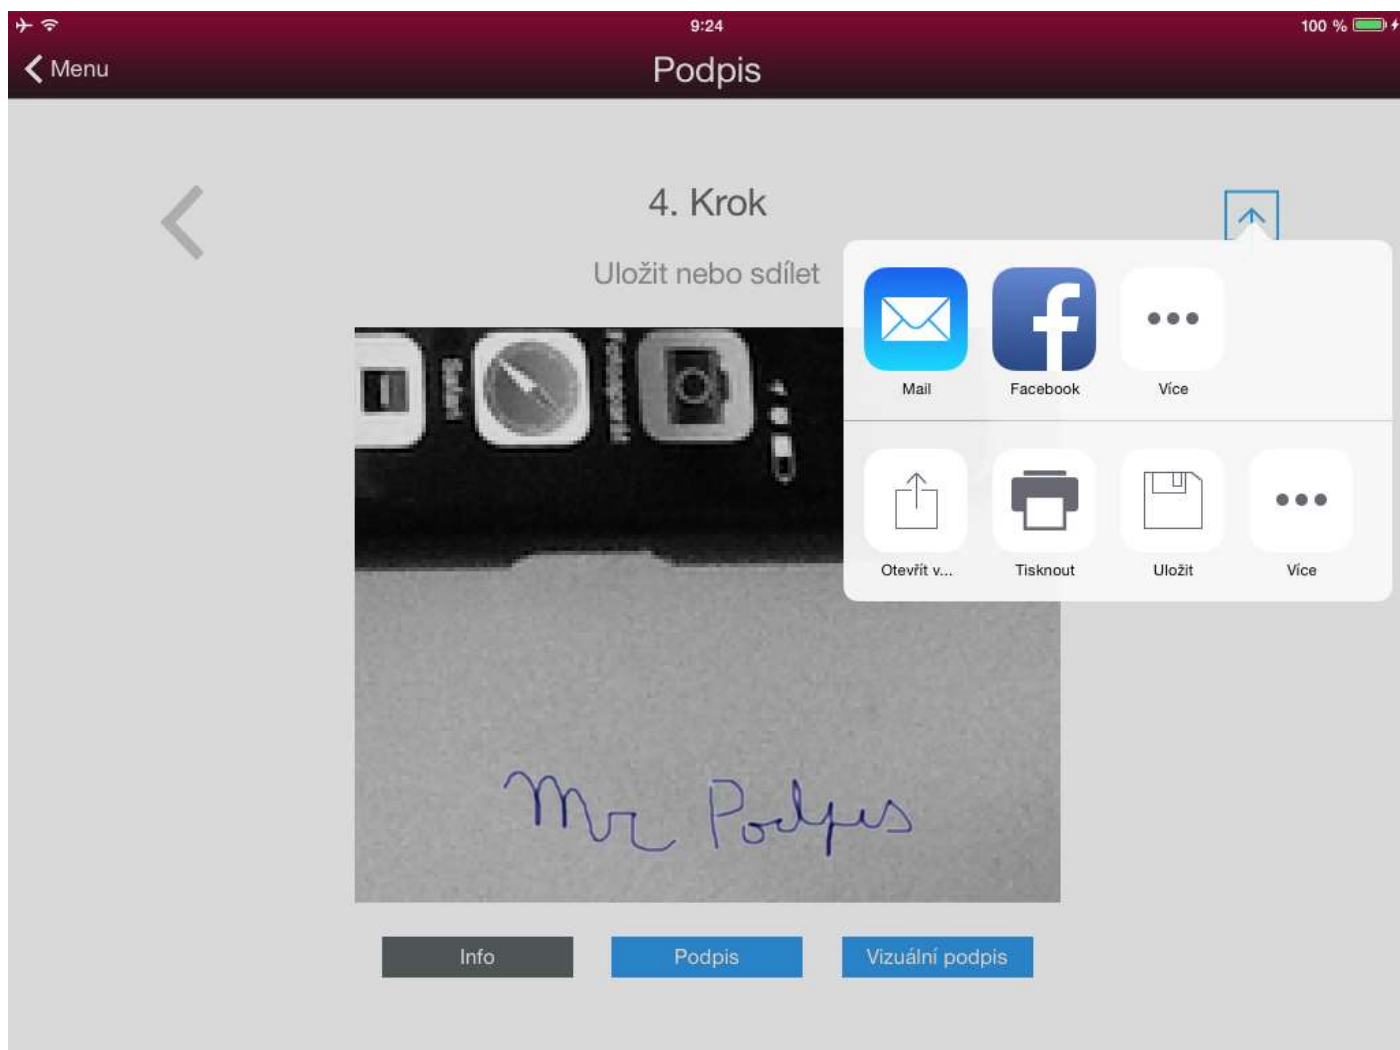 9:24
100 %
Menu
Podpis
4. Krok
Uložit nebo sdílet
Mail
Facebook
Více
Otevřít v...
Tisknout
Uložit
Více
Safari
Mr Podpis
Info
Podpis
Vizuální podpis